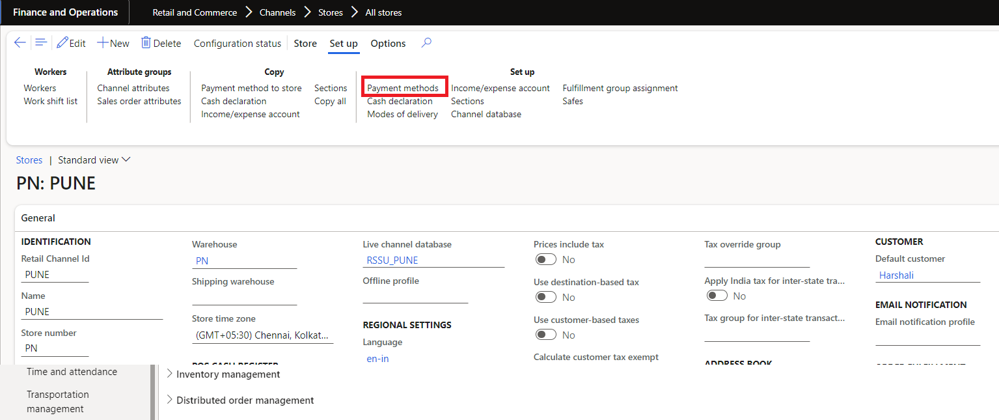 Finance and Operations
Retail and Commerce > Channels > Stores > All stores
Edit New Delete Configuration status Store Set up Options
Workers
Workers
Work shift list
Attribute groups
Channel attributes
Sales order attributes
Copy
Payment method to store Sections
Cash declaration Copy all
Income/expense account
Set up
Payment methods Income/expense account Fulfillment group assignment
Cash declaration Sections Safes
Modes of delivery Channel database
Stores | Standard view
PN: PUNE
General
IDENTIFICATION
Retail Channel Id
PUNE
Name
PUNE
Store number
PN
Warehouse
PN
Shipping warehouse
Store time zone
(GMT+05:30) Chennai, Kolkat...
POS CASH REGISTER
Live channel database
RSSU_PUNE
Offline profile
REGIONAL SETTINGS
Language
en-in
Prices include tax
No
Use destination-based tax
No
Use customer-based taxes
No
Calculate customer tax exempt
Tax override group
Apply India tax for inter-state tra...
No
Tax group for inter-state transact...
ADDRESS BOOK
CUSTOMER
Default customer
Harshali
EMAIL NOTIFICATION
Email notification profile
Time and attendance
Transportation
management
Inventory management
Distributed order management